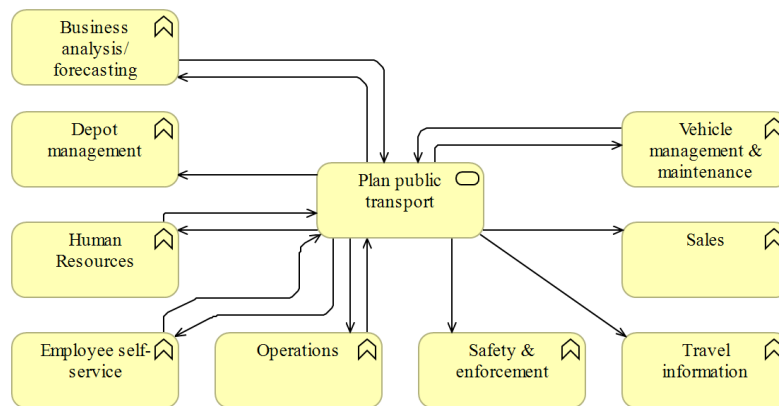 Business
analysis/
forecasting
Depot
management
Vehicle
management &
maintenance
Plan public
transport
Human
Resources
Sales
Employee self-
service
Operations
Safety &
enforcement
Travel
information